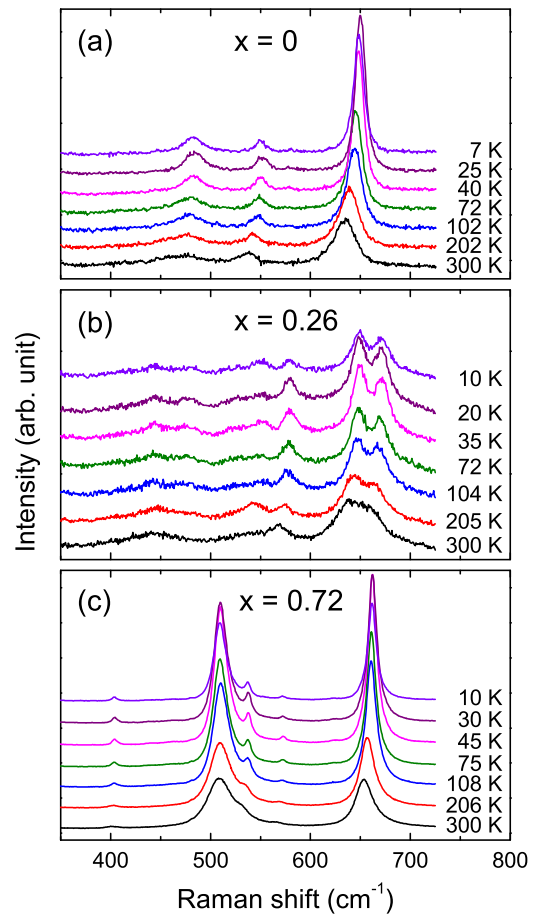 (a)
x = 0
7 K
25 K
40 K
72 K
102 K
202 K
300 K
(b)
x = 0.26
10 K
20 K
35 K
72 K
104 K
205 K
300 K
Intensity (arb. unit)
(c)
x = 0.72
10 K
30 K
45 K
75 K
108 K
206 K
300 K
400 500 600 700 800
Raman shift (cm⁻¹)